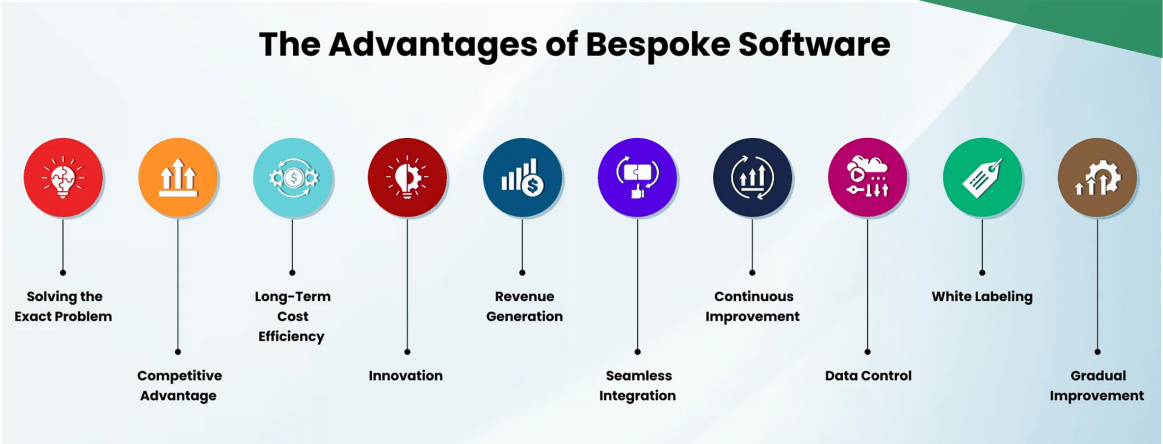 The Advantages of Bespoke Software
Solving the
Exact Problem
Competitive
Advantage
Long-Term
Cost
Efficiency
Innovation
Revenue
Generation
Seamless
Integration
Continuous
Improvement
Data Control
White Labeling
Gradual
Improvement